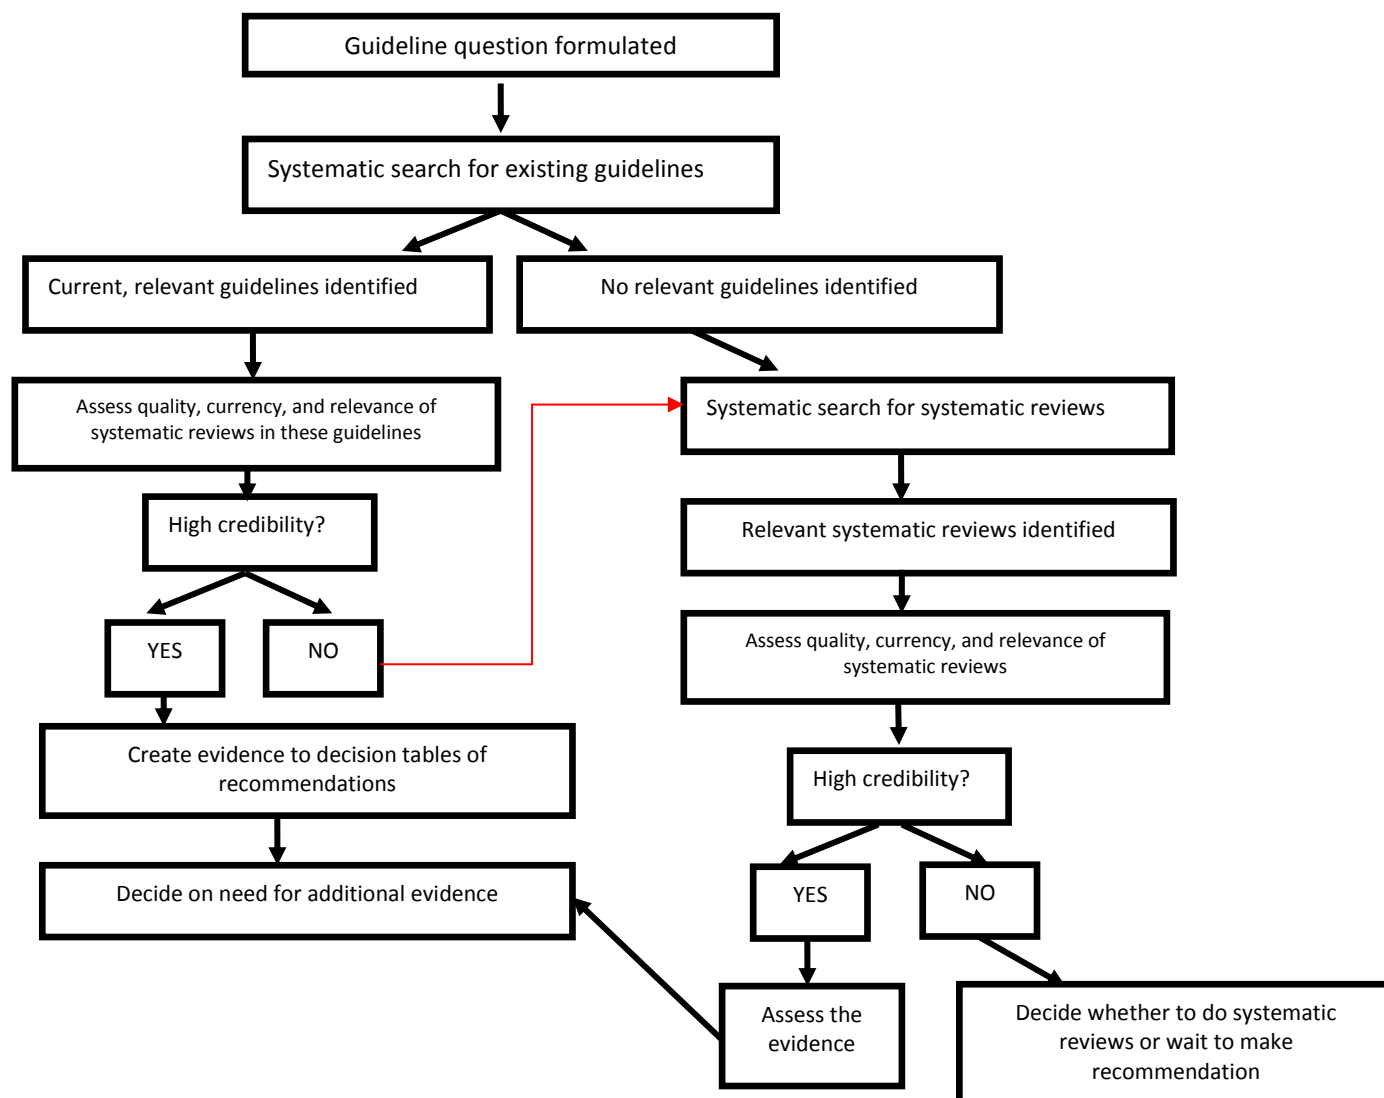 Guideline question formulated
Systematic search for existing guidelines
Current, relevant guidelines identified
No relevant guidelines identified
Assess quality, currency, and relevance of
systematic reviews in these guidelines
Systematic search for systematic reviews
High credibility?
Relevant systematic reviews identified
YES
NO
Assess quality, currency, and relevance of
systematic reviews
Create evidence to decision tables of
recommendations
High credibility?
Decide on need for additional evidence
YES
NO
Assess the
evidence
Decide whether to do systematic
reviews or wait to make
recommendation